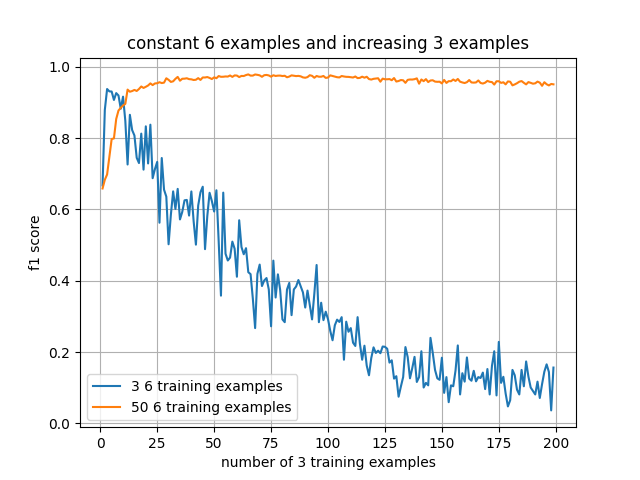 constant 6 examples and increasing 3 examples
f1 score
1.0
0.8
0.6
0.4
0.2
0.0
3 6 training examples
50 6 training examples
0 25 50 75 100 125 150 175 200
number of 3 training examples